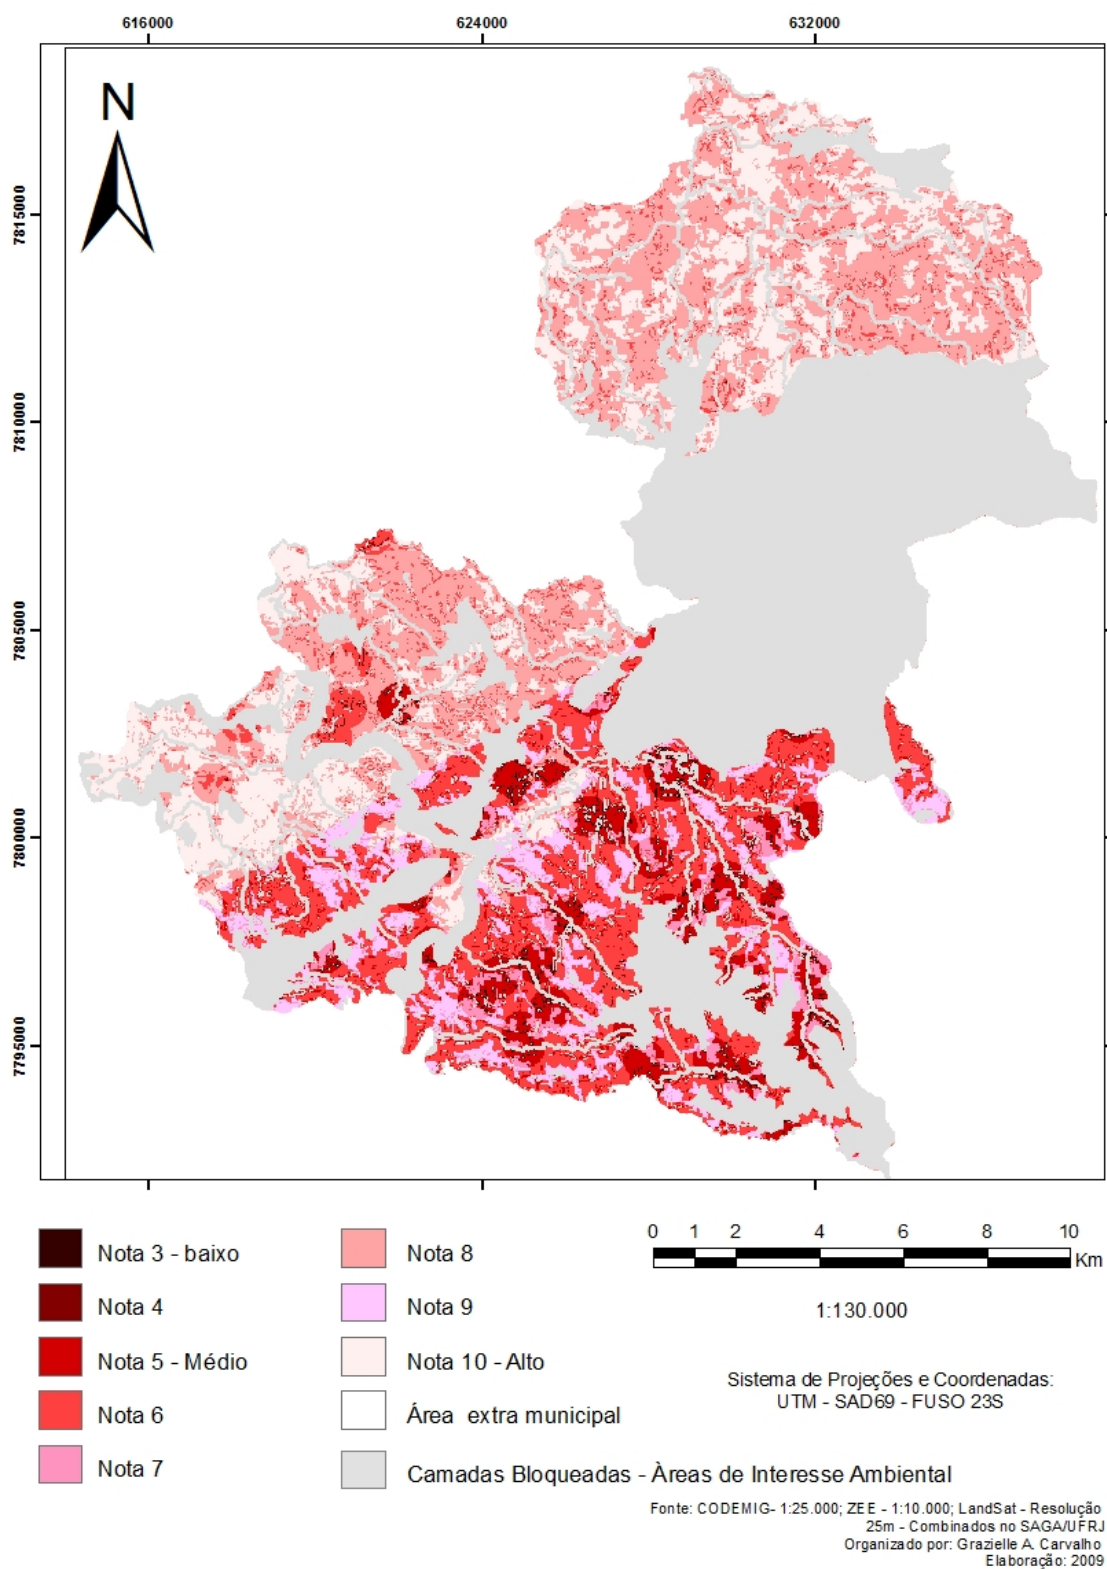 616000
624000
632000
N
7815000
7810000
7805000
7800000
7795000
Nota 3 - baixo
Nota 4
Nota 5 - Médio
Nota 6
Nota 7
Nota 8
Nota 9
Nota 10 - Alto
Área extra municipal
Camadas Bloqueadas - Àreas de Interesse Ambiental
0 1 2 4 6 8 10
Km
1:130.000
Sistema de Projeções e Coordenadas:
UTM - SAD69 - FUSO 23S
Fonte: CODEMIG- 1:25.000; ZEE - 1:10.000; LandSat - Resolução
25m - Combinados no SAGA/UFRJ
Organizado por: Grazielle A. Carvalho
Elaboração: 2009